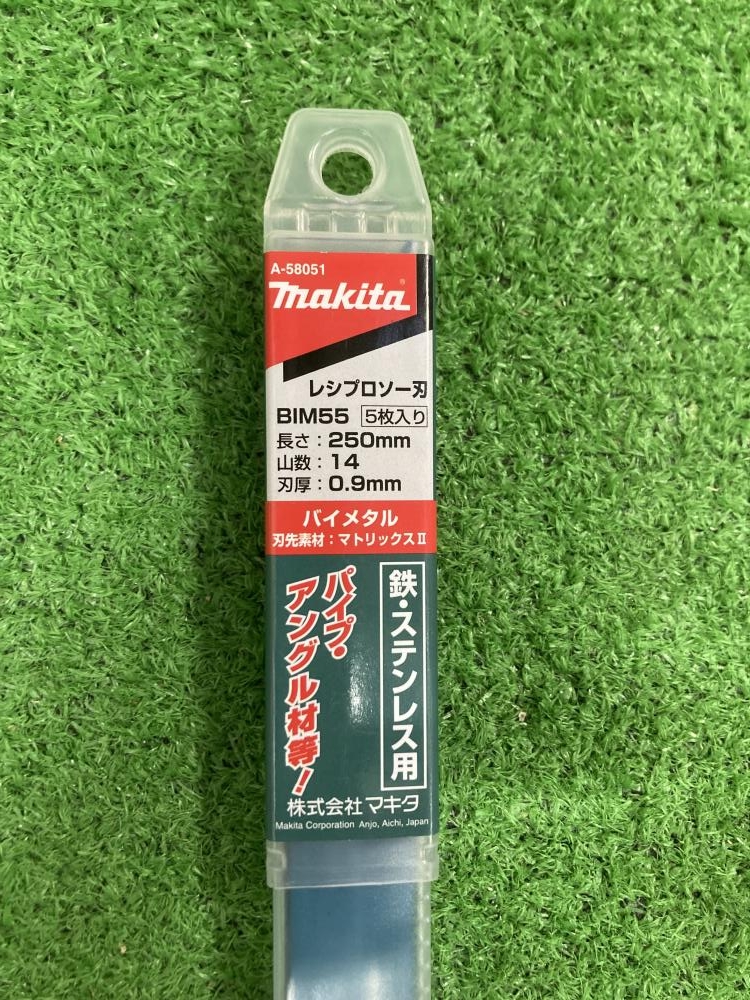 A-58051
makita®
レシプロソー刃
BIM55 5枚入り
長さ：250mm
山数：14
刃厚：0.9mm
バイメタル
刃先素材：マトリックスⅡ
鉄・ステンレス用
パイプ・
アングル材等！
株式会社マキタ
Makita Corporation Anjo, Aichi, Japan